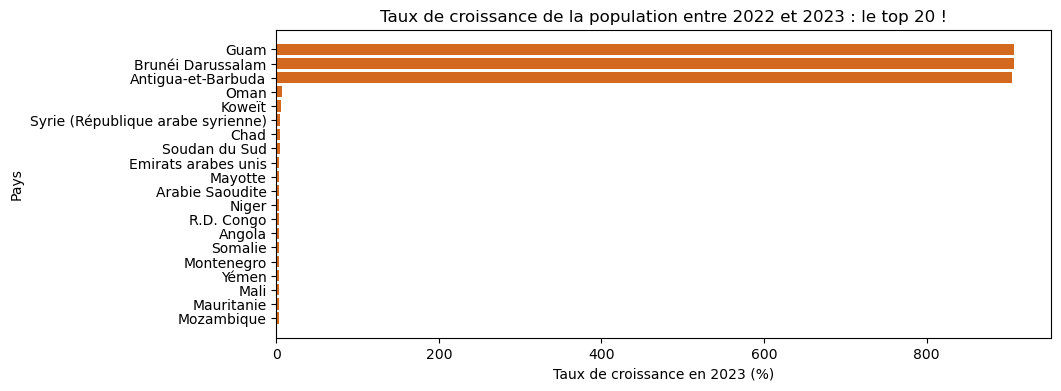 Taux de croissance de la population entre 2022 et 2023 : le top 20 !
Guam
Brunéi Darussalam
Antigua-et-Barbuda
Oman
Koweït
Syrie (République arabe syrienne)
Chad
Soudan du Sud
Emirats arabes unis
Mayotte
Arabie Saoudite
Niger
R.D. Congo
Angola
Somalie
Montenegro
Yémen
Mali
Mauritanie
Mozambique
Pays
0 200 400 600 800
Taux de croissance en 2023 (%)